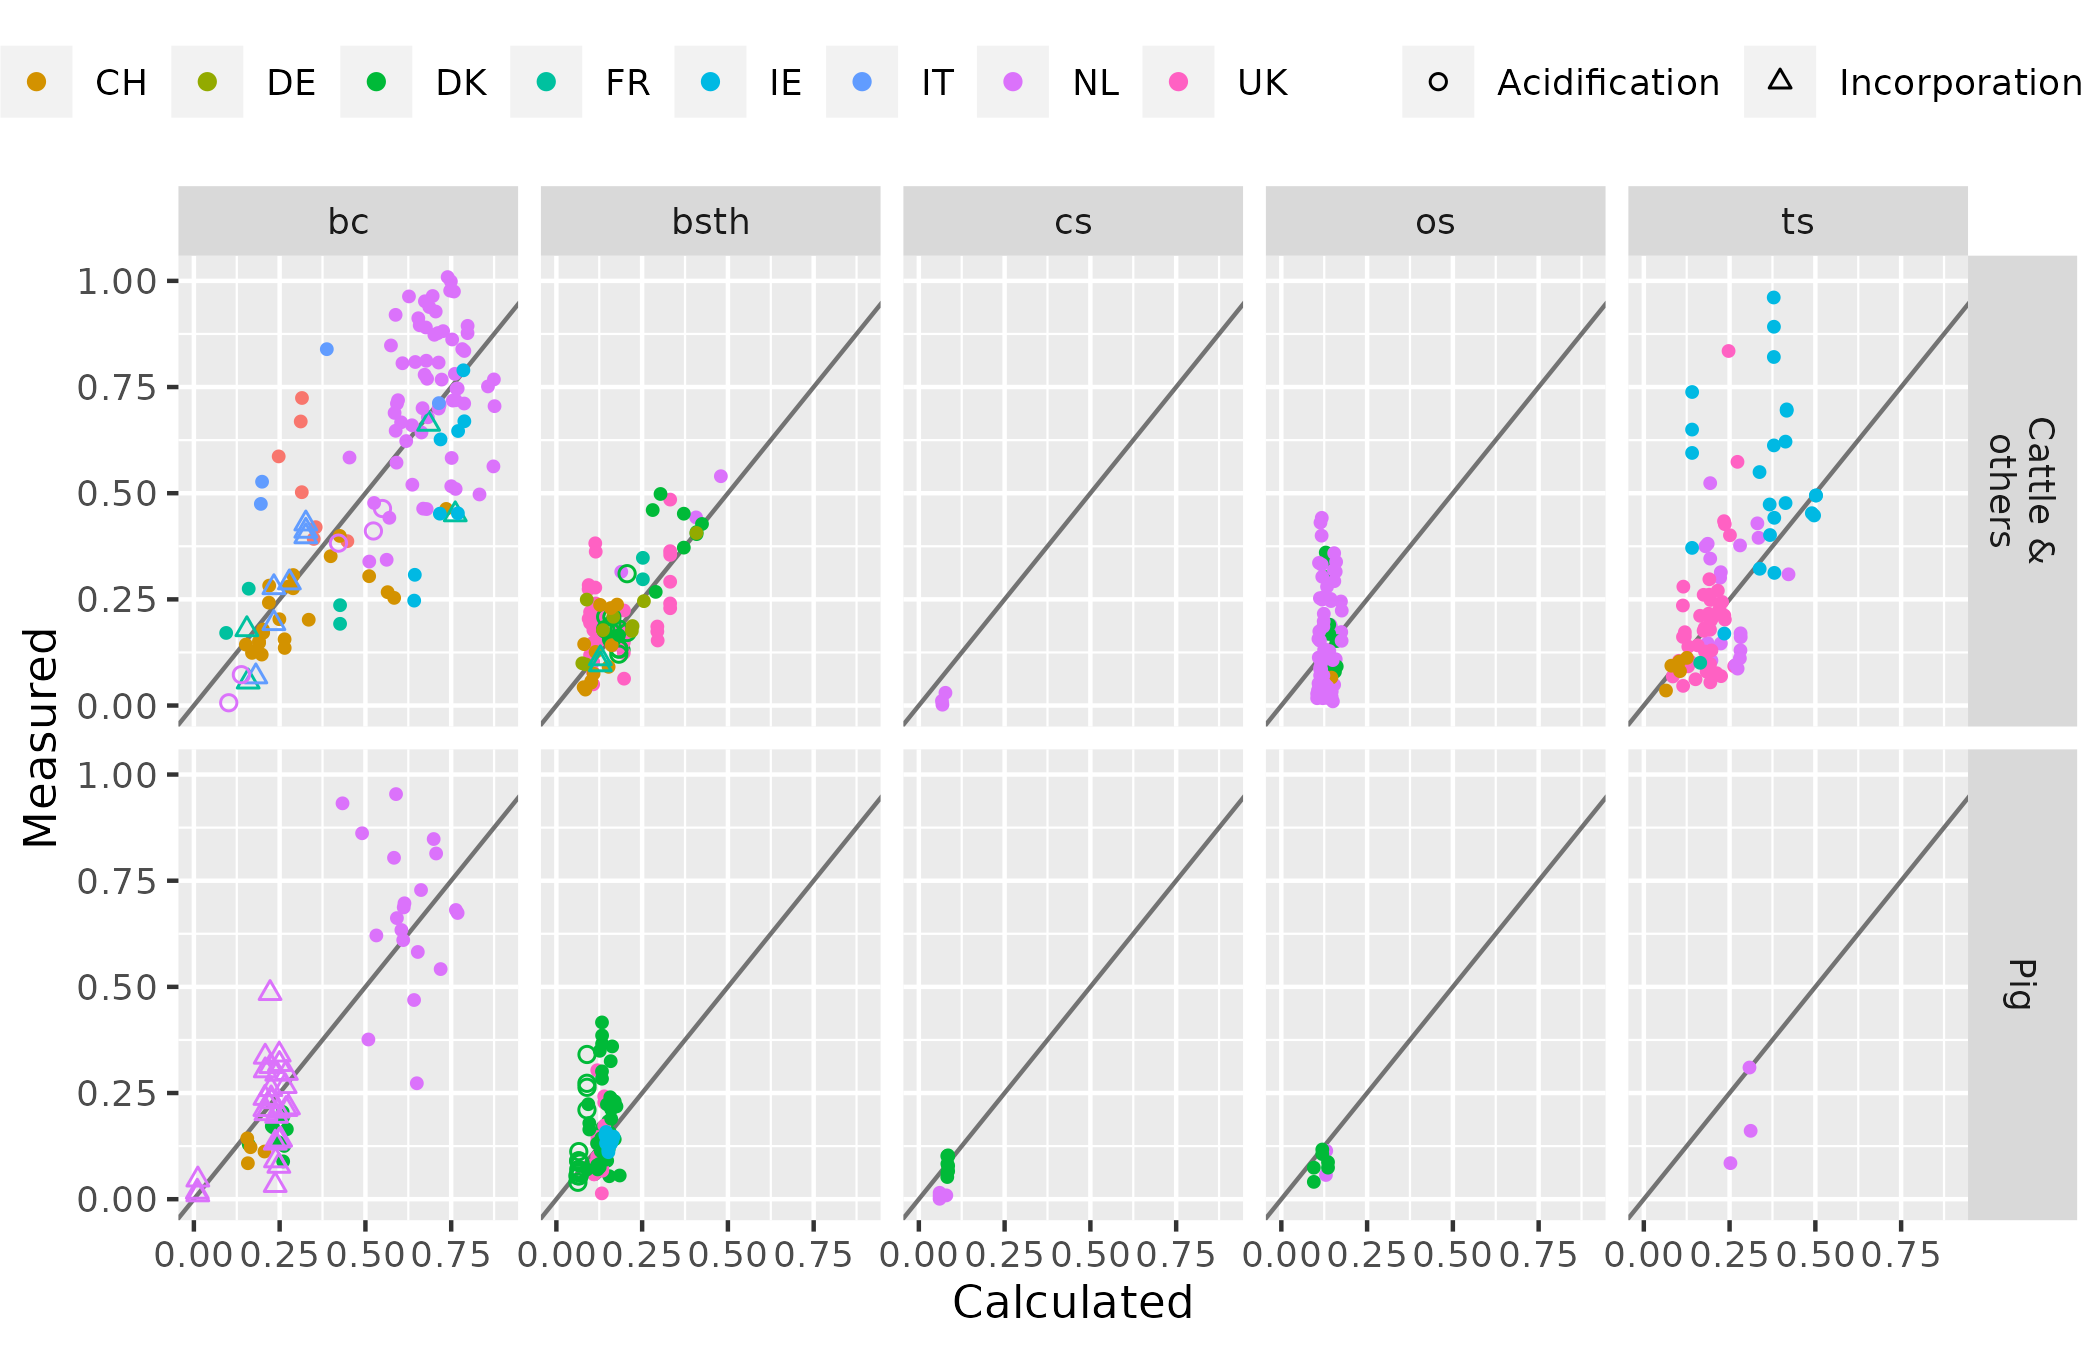 CH DE DK FR IE IT NL UK Acidification Incorporation
bc bsth cs os ts
1.00
0.75
0.50
0.25
0.00
Cattle &
others
1.00
0.75
0.50
0.25
0.00
Pig
Measured
0.00 0.25 0.50 0.75 0.00 0.25 0.50 0.75 0.00 0.25 0.50 0.75 0.00 0.25 0.50 0.75 0.00 0.25 0.50 0.75
Calculated